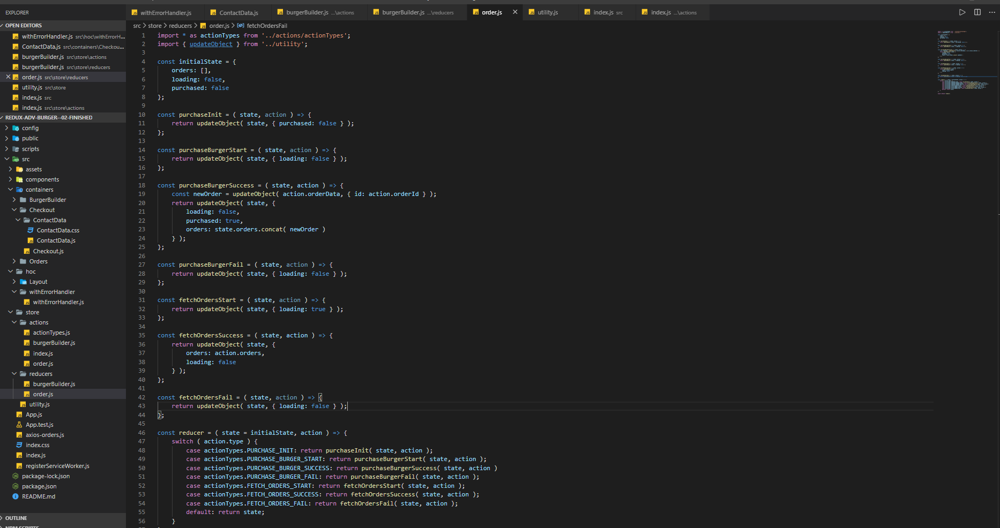 EXPLORER
OPEN EDITORS
withErrorHandler.js src\hoc\withErrorH...
ContactData.js src\containers\Checkou...
burgerBuilder.js src\store\actions
burgerBuilder.js src\store\reducers
order.js src\store\reducers
utility.js src\store
index.js src
index.js src\store\actions
REDUX-ADV-BURGER--02-FINISHED
config
public
scripts
src
assets
components
containers
BurgerBuilder
Checkout
ContactData
ContactData.css
ContactData.js
Checkout.js
Orders
hoc
Layout
withErrorHandler
withErrorHandler.js
store
actions
actionTypes.js
burgerBuilder.js
index.js
order.js
reducers
burgerBuilder.js
order.js
utility.js
App.js
App.test.js
axios-orders.js
index.css
index.js
registerServiceWorker.js
package-lock.json
package.json
README.md
OUTLINE
NPM SCRIPTS
withErrorHandler.js ContactData.js burgerBuilder.js ...\actions burgerBuilder.js ...\reducers order.js utility.js index.js src index.js ...\actions
src > store > reducers > order.js > fetchOrdersFail
1 import * as actionTypes from '../actions/actionTypes';
2 import { updateObject } from '../utility';
3
4 const initialState = {
5 orders: [],
6 loading: false,
7 purchased: false
8 };
9
10 const purchaseInit = ( state, action ) => {
11 return updateObject( state, { purchased: false } );
12 };
13
14 const purchaseBurgerStart = ( state, action ) => {
15 return updateObject( state, { loading: false } );
16 };
17
18 const purchaseBurgerSuccess = ( state, action ) => {
19 const newOrder = updateObject( action.orderData, { id: action.orderId } );
20 return updateObject( state, {
21 loading: false,
22 purchased: true,
23 orders: state.orders.concat( newOrder )
24 } );
25 };
26
27 const purchaseBurgerFail = ( state, action ) => {
28 return updateObject( state, { loading: false } );
29 };
30
31 const fetchOrdersStart = ( state, action ) => {
32 return updateObject( state, { loading: true } );
33 };
34
35 const fetchOrdersSuccess = ( state, action ) => {
36 return updateObject( state, {
37 orders: action.orders,
38 loading: false
39 } );
40 };
41
42 const fetchOrdersFail = ( state, action ) => {
43 return updateObject( state, { loading: false } );
44 };
45
46 const reducer = ( state = initialState, action ) => {
47 switch ( action.type ) {
48 case actionTypes.PURCHASE_INIT: return purchaseInit( state, action );
49 case actionTypes.PURCHASE_BURGER_START: return purchaseBurgerStart( state, action );
50 case actionTypes.PURCHASE_BURGER_SUCCESS: return purchaseBurgerSuccess( state, action )
51 case actionTypes.PURCHASE_BURGER_FAIL: return purchaseBurgerFail( state, action );
52 case actionTypes.FETCH_ORDERS_START: return fetchOrdersStart( state, action );
53 case actionTypes.FETCH_ORDERS_SUCCESS: return fetchOrdersSuccess( state, action );
54 case actionTypes.FETCH_ORDERS_FAIL: return fetchOrdersFail( state, action );
55 default: return state;
56 }